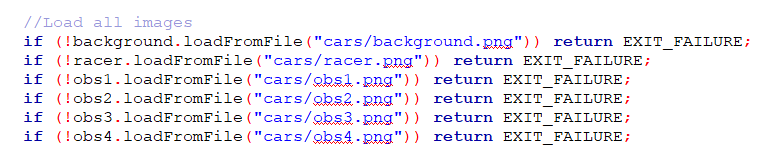 //Load all images
if (!background.loadFromFile("cars/background.png")) return EXIT_FAILURE;
if (!racer.loadFromFile("cars/racer.png")) return EXIT_FAILURE;
if (!obs1.loadFromFile("cars/obs1.png")) return EXIT_FAILURE;
if (!obs2.loadFromFile("cars/obs2.png")) return EXIT_FAILURE;
if (!obs3.loadFromFile("cars/obs3.png")) return EXIT_FAILURE;
if (!obs4.loadFromFile("cars/obs4.png")) return EXIT_FAILURE;